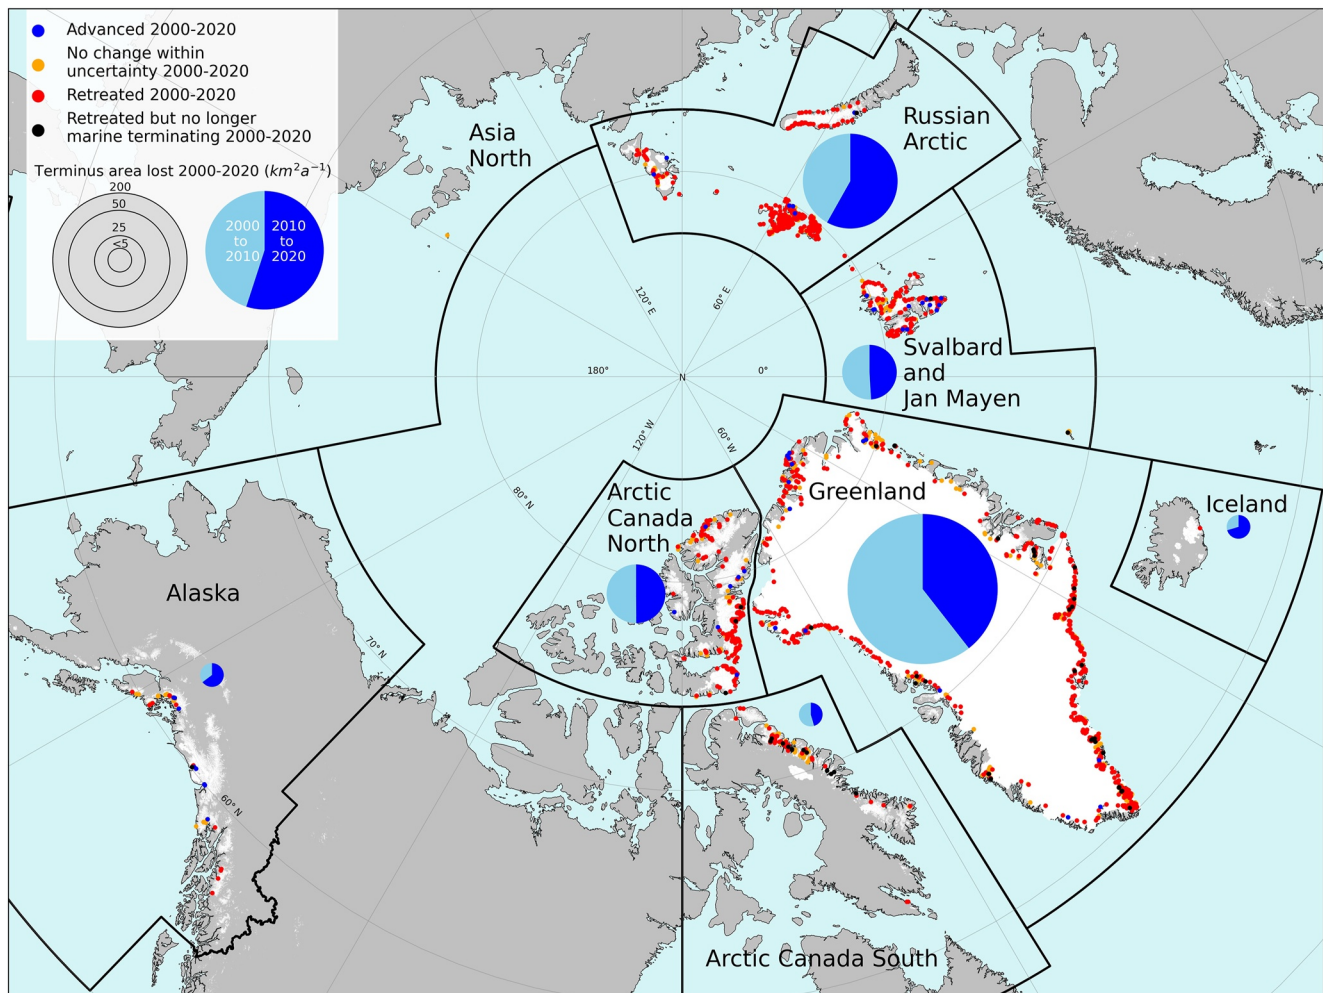 Advanced 2000-2020
No change within
uncertainty 2000-2020
Retreated 2000-2020
Retreated but no longer
marine terminating 2000-2020
Terminus area lost 2000-2020 (km²a⁻¹)
200
50
25
<5
2000
to
2010
2010
to
2020
Asia
North
Russian
Arctic
120° E
60° E
180°
N
0°
120° W
60° W
80° N
70° N
60° N
Svalbard
and
Jan Mayen
Arctic
Canada
North
Greenland
Iceland
Alaska
Arctic Canada South